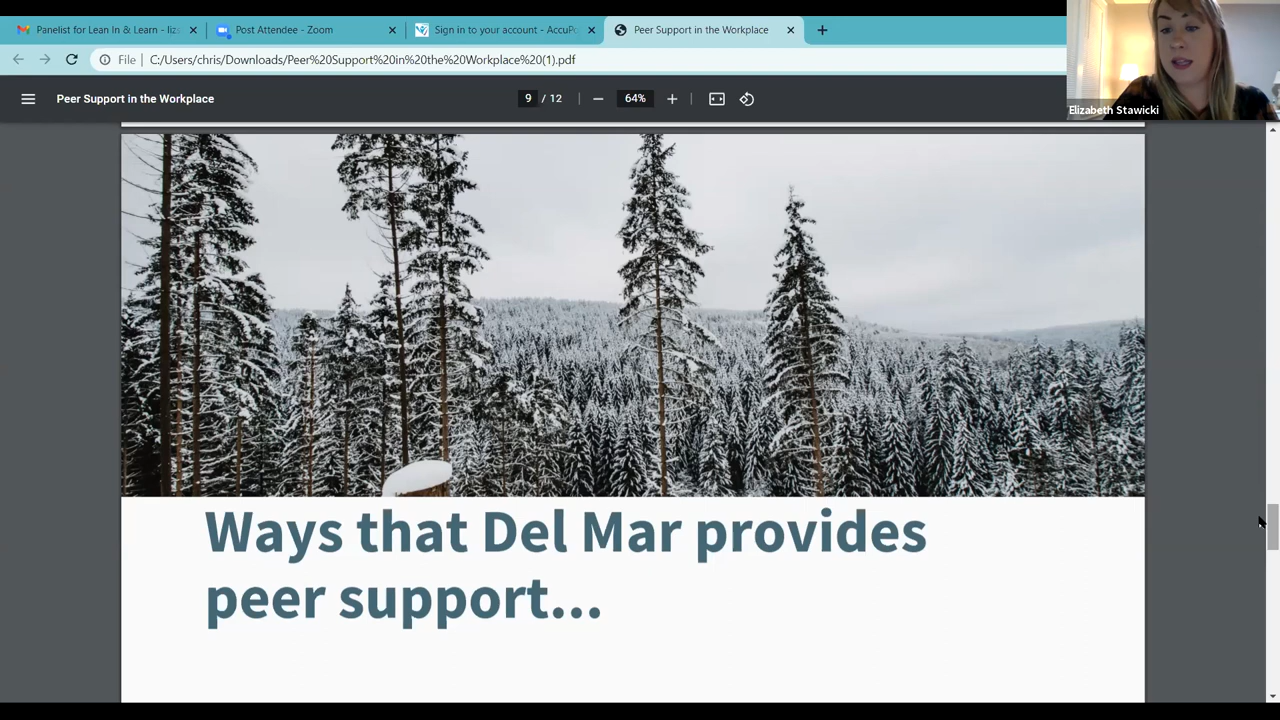 Panelist for Lean In & Learn - liz
Post Attendee - Zoom
Sign in to your account - AccuPo
Peer Support in the Workplace
File
C:/Users/chris/Downloads/Peer%20Support%20in%20the%20Workplace%20(1).pdf
Peer Support in the Workplace
9 / 12
64%
Elizabeth Stawicki
Ways that Del Mar provides
peer support...